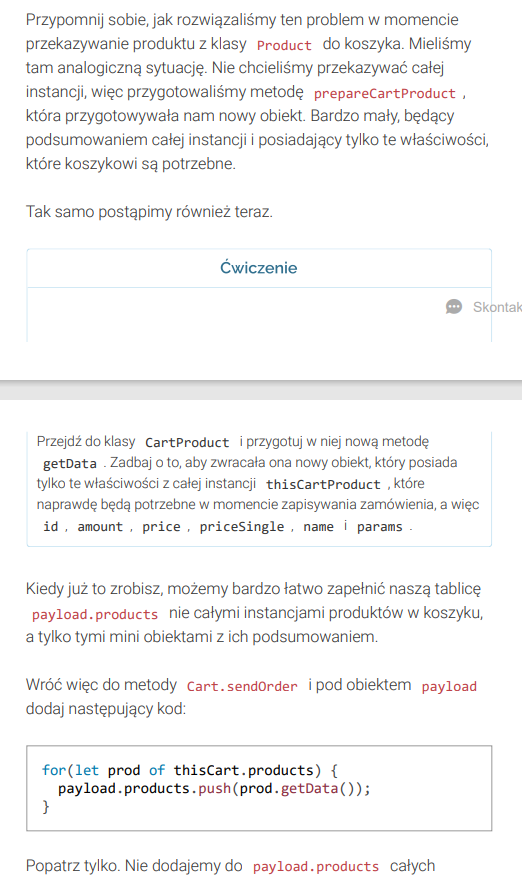 Przypomnij sobie, jak rozwiązaliśmy ten problem w momencie
przekazywanie produktu z klasy Product do koszyka. Mieliśmy
tam analogiczną sytuację. Nie chcieliśmy przekazywać całej
instancji, więc przygotowaliśmy metodę prepareCartProduct ,
która przygotowywała nam nowy obiekt. Bardzo mały, będący
podsumowaniem całej instancji i posiadający tylko te właściwości,
które koszykowi są potrzebne.
Tak samo postąpimy również teraz.
Ćwiczenie
Skontak
Przejdź do klasy CartProduct i przygotuj w niej nową metodę
getData . Zadbaj o to, aby zwracała ona nowy obiekt, który posiada
tylko te właściwości z całej instancji thisCartProduct , które
naprawdę będą potrzebne w momencie zapisywania zamówienia, a więc
id , amount , price , priceSingle , name i params .
Kiedy już to zrobisz, możemy bardzo łatwo zapełnić naszą tablicę
payload.products nie całymi instancjami produktów w koszyku,
a tylko tymi mini obiektami z ich podsumowaniem.
Wróć więc do metody Cart.sendOrder i pod obiektem payload
dodaj następujący kod:
for(let prod of thisCart.products) {
  payload.products.push(prod.getData());
}
Popatrz tylko. Nie dodajemy do payload.products całych